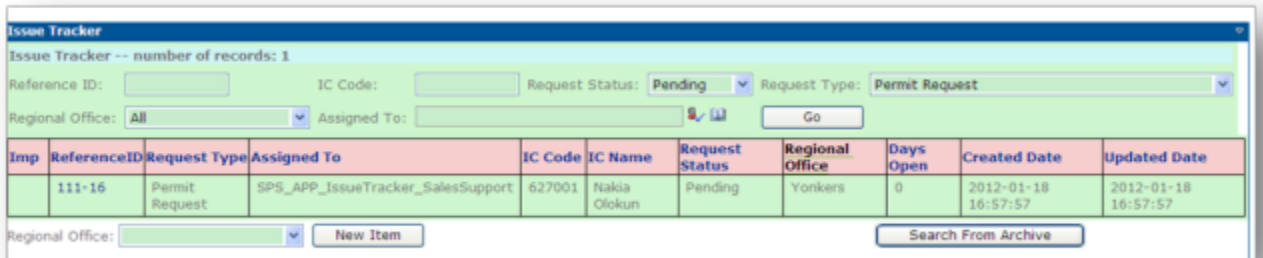 Issue Tracker
Issue Tracker -- number of records: 1
Reference ID: IC Code: Request Status: Pending Request Type: Permit Request
Regional Office: All Assigned To: Go
Imp ReferenceID Request Type Assigned To IC Code IC Name Request Status Regional Office Days Open Created Date Updated Date
111-16 Permit Request SPS_APP_IssueTracker_SalesSupport 627001 Nakia Olokun Pending Yonkers 0 2012-01-18 16:57:57 2012-01-18 16:57:57
Regional Office: New Item Search From Archive